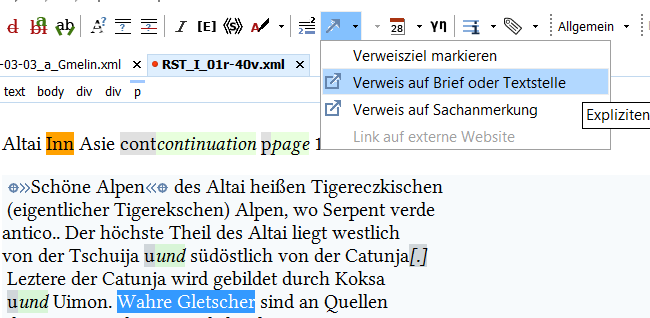 d bl ab A ? ? I [E] (S) A 28 Allgemein
-03-03_a_Gmelin.xml × RST_I_01r-40v.xml ×
Verweisziel markieren
text body div div p
Verweis auf Brief oder Textstelle
Verweis auf Sachanmerkung
Expliziten
Link auf externe Website
Altai Inn Asie contcontinuation ppage 1
»Schöne Alpen« des Altai heißen Tigereczkischen
(eigentlicher Tigerekschen) Alpen, wo Serpent verde
antico.. Der höchste Theil des Altai liegt westlich
von der Tschuija uund südöstlich von der Catunja[.]
Leztere der Catunja wird gebildet durch Koksa
uund Uimon. Wahre Gletscher sind an Quellen